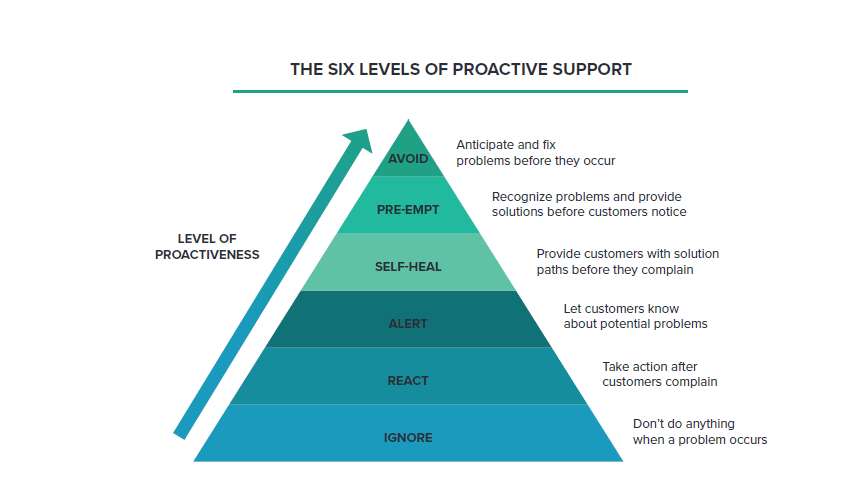 THE SIX LEVELS OF PROACTIVE SUPPORT
AVOID
Anticipate and fix
problems before they occur
PRE-EMPT
Recognize problems and provide
solutions before customers notice
LEVEL OF
PROACTIVENESS
SELF-HEAL
Provide customers with solution
paths before they complain
ALERT
Let customers know
about potential problems
REACT
Take action after
customers complain
IGNORE
Don’t do anything
when a problem occurs